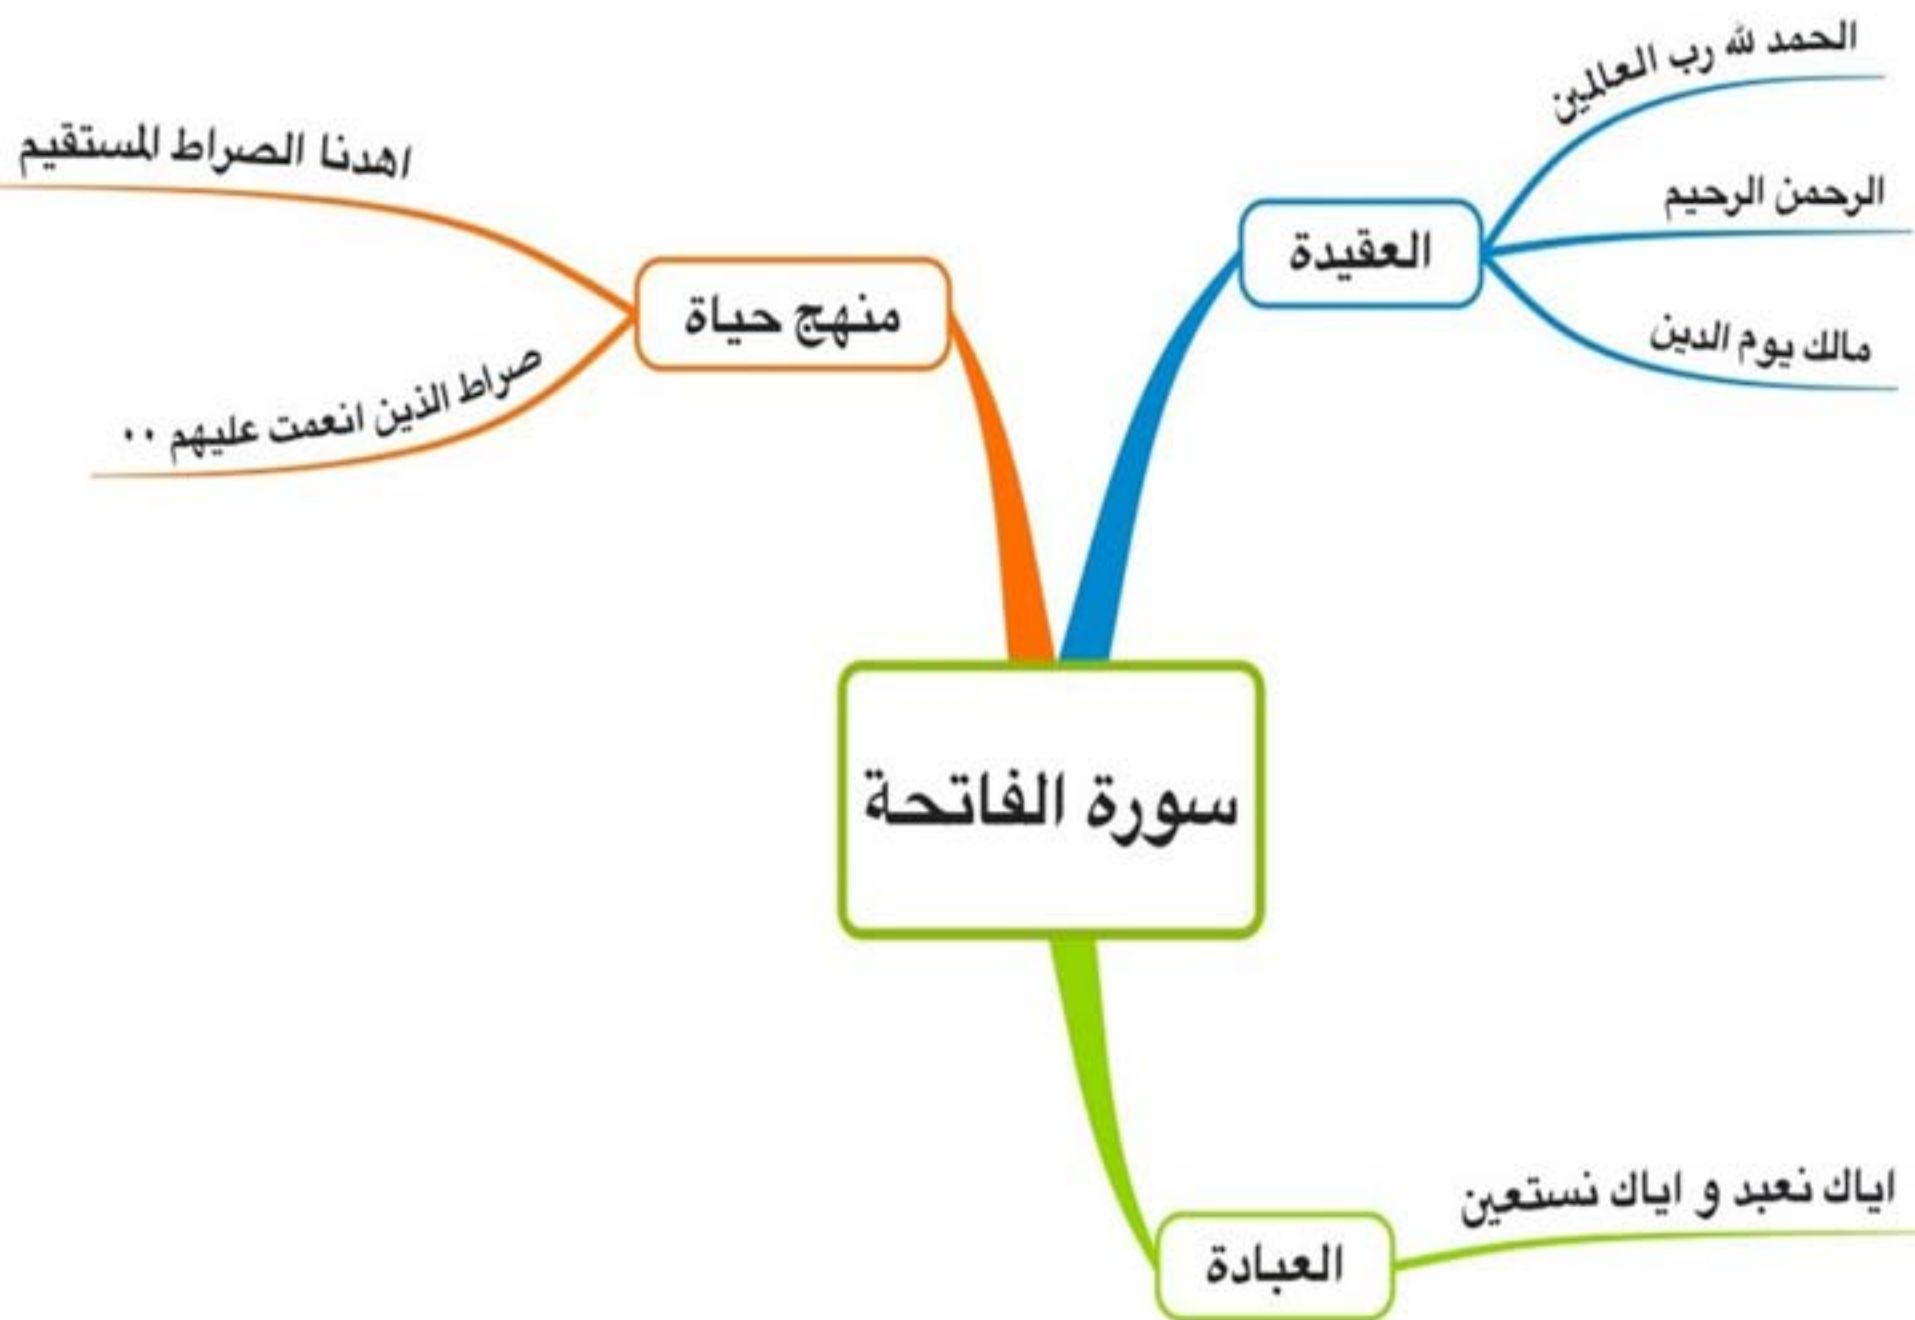 سورة الفاتحة
العقيدة
الحمد لله رب العالمين
الرحمن الرحيم
مالك يوم الدين
العبادة
اياك نعبد و اياك نستعين
منهج حياة
اهدنا الصراط المستقيم
صراط الذين انعمت عليهم ..